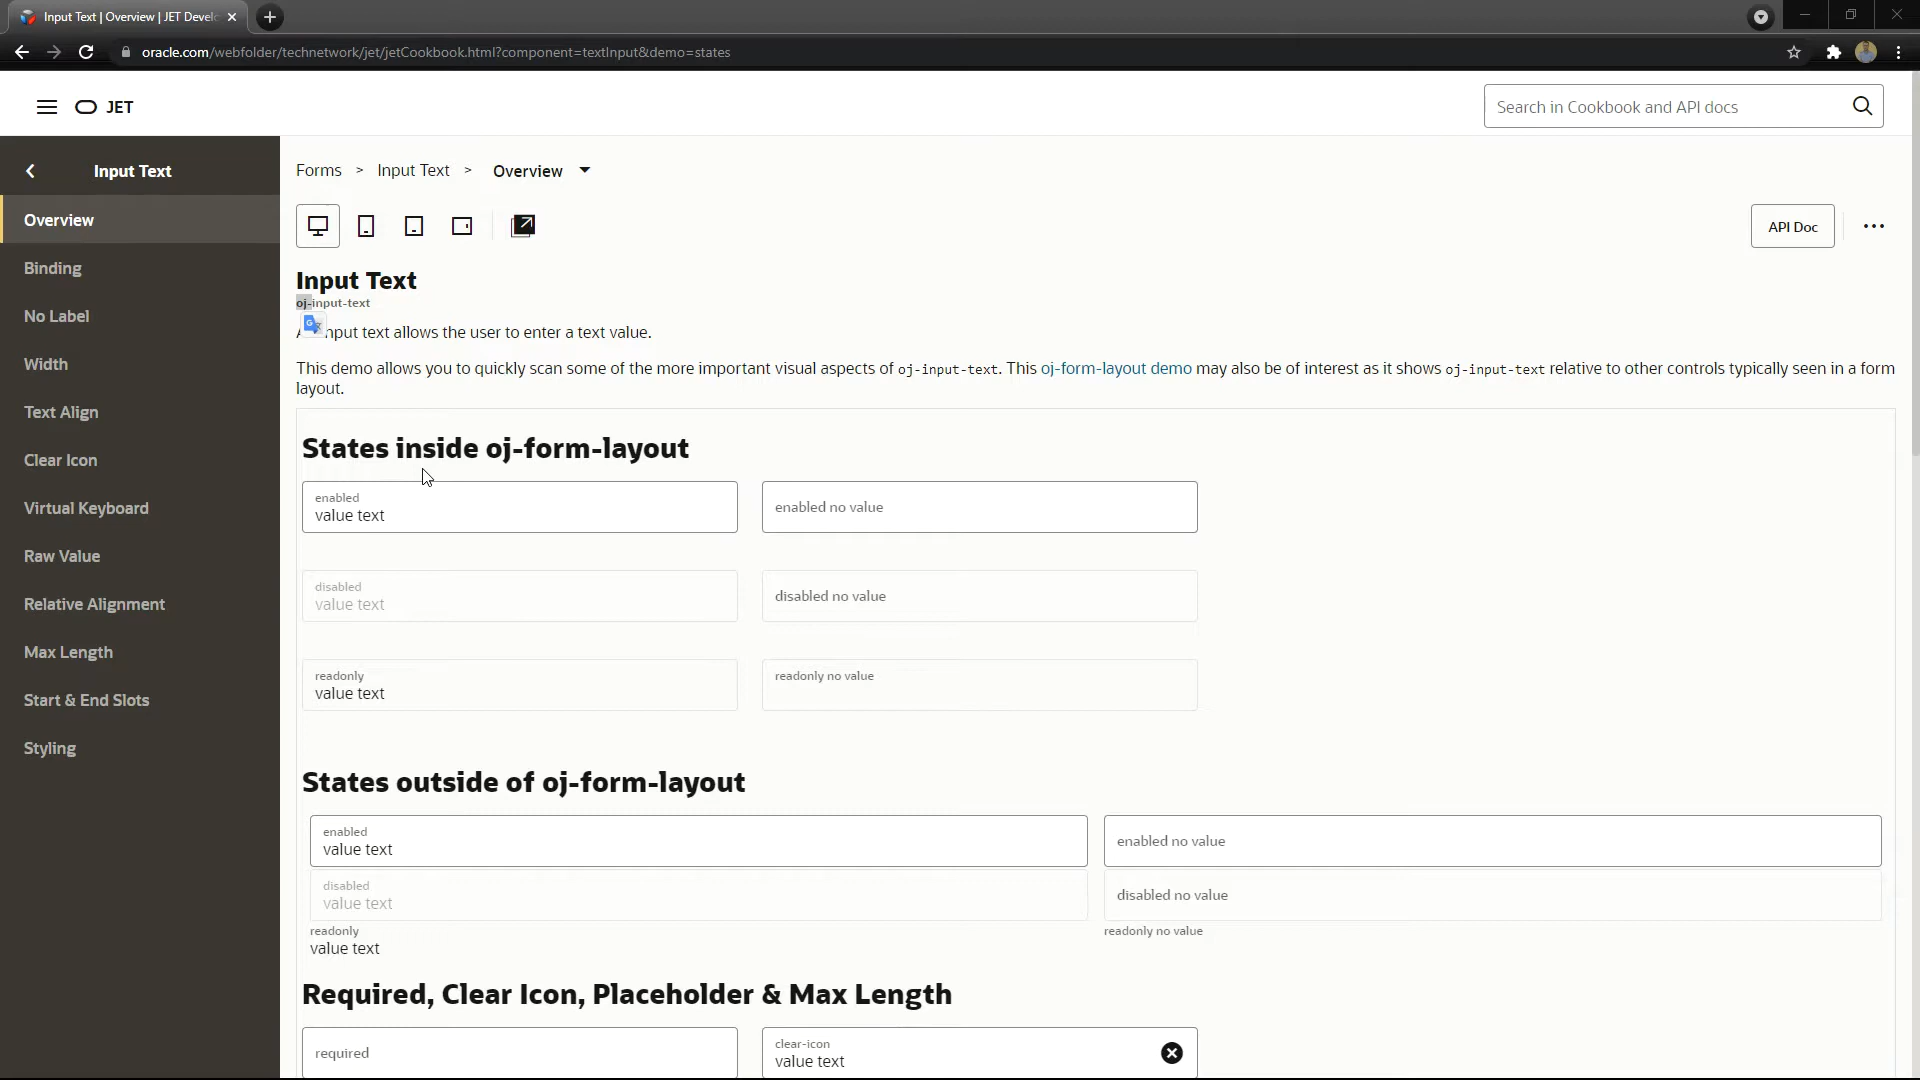 Input Text | Overview | JET Develo
oracle.com/webfolder/technetwork/jet/jetCookbook.html?component=textInput&demo=states
JET
Search in Cookbook and API docs
Input Text
Overview
Binding
No Label
Width
Text Align
Clear Icon
Virtual Keyboard
Raw Value
Relative Alignment
Max Length
Start & End Slots
Styling
Forms > Input Text > Overview
API Doc
Input Text
oj-input-text
input text allows the user to enter a text value.
This demo allows you to quickly scan some of the more important visual aspects of oj-input-text. This oj-form-layout demo may also be of interest as it shows oj-input-text relative to other controls typically seen in a form
layout.
States inside oj-form-layout
enabled
value text
enabled no value
disabled
value text
disabled no value
readonly
value text
readonly no value
States outside of oj-form-layout
enabled
value text
enabled no value
disabled
value text
disabled no value
readonly
value text
readonly no value
Required, Clear Icon, Placeholder & Max Length
required
clear-icon
value text